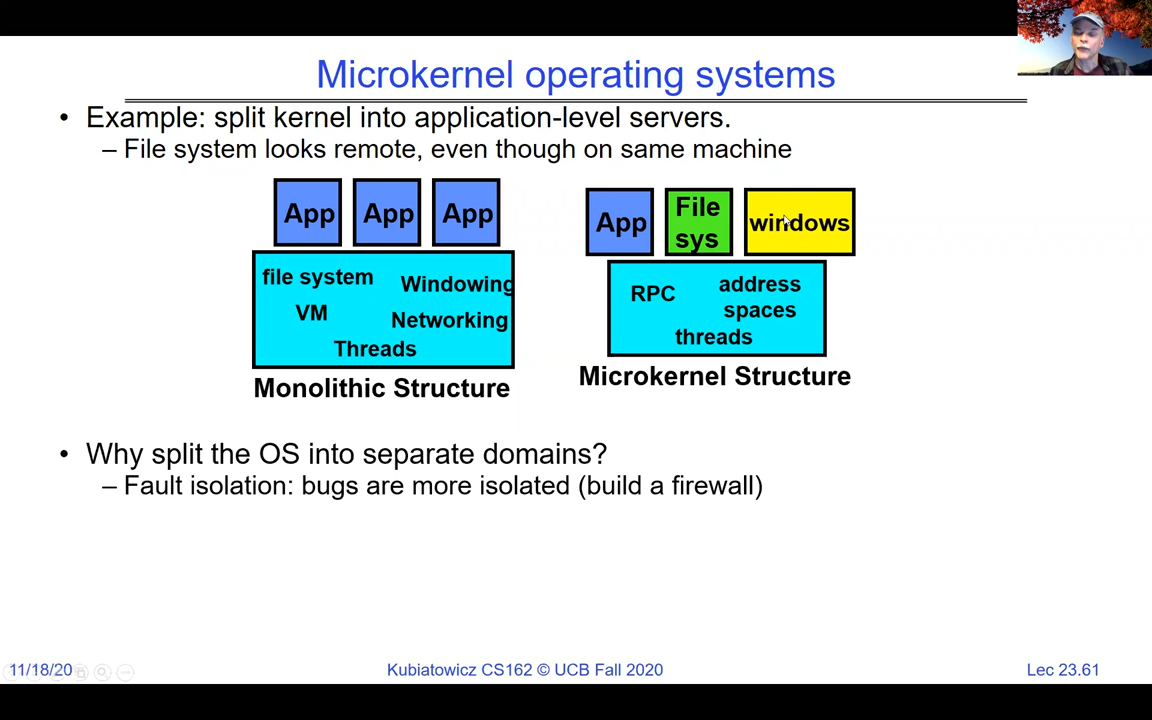 Microkernel operating systems
• Example: split kernel into application-level servers.
– File system looks remote, even though on same machine
App App App
App File sys windows
file system Windowing
VM Networking
Threads
RPC address spaces
threads
Monolithic Structure
Microkernel Structure
• Why split the OS into separate domains?
– Fault isolation: bugs are more isolated (build a firewall)
11/18/20 Kubiatowicz CS162 © UCB Fall 2020 Lec 23.61